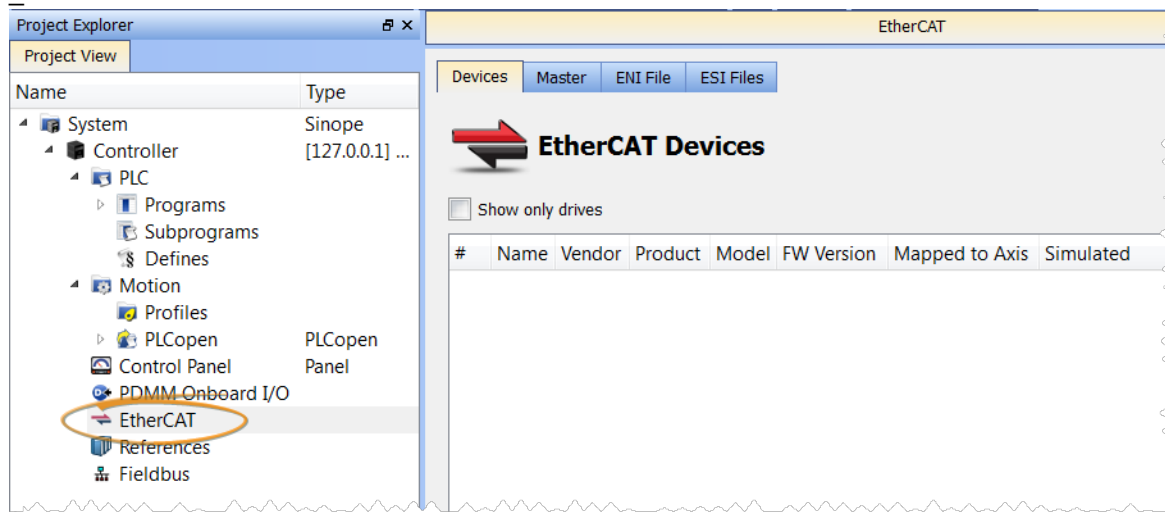 Project Explorer
Project View
Name Type
System Sinope
Controller [127.0.0.1] ...
PLC
Programs
Subprograms
Defines
Motion
Profiles
PLCopen PLCopen
Control Panel Panel
PDMM Onboard I/O
EtherCAT
References
Fieldbus
EtherCAT
Devices Master ENI File ESI Files
EtherCAT Devices
Show only drives
# Name Vendor Product Model FW Version Mapped to Axis Simulated